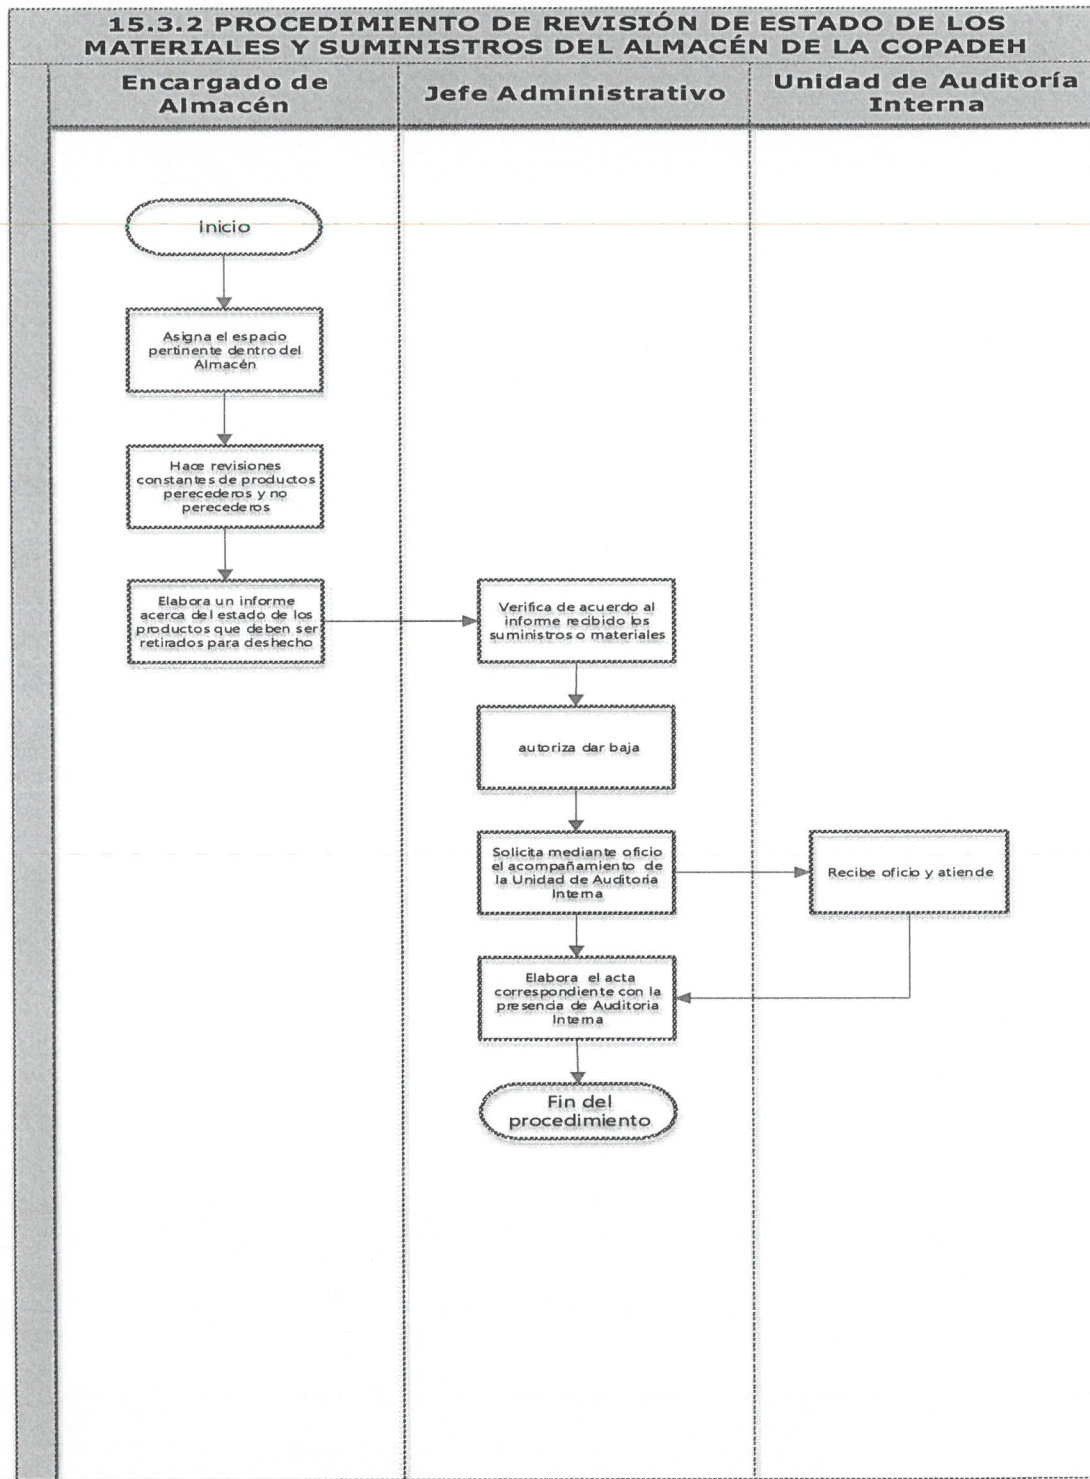 15.3.2 PROCEDIMIENTO DE REVISIÓN DE ESTADO DE LOS
MATERIALES Y SUMINISTROS DEL ALMACÉN DE LA COPADEH
Encargado de
Almacén
Jefe Administrativo
Unidad de Auditoría
Interna
Inicio
Asigna el espacio
pertinente dentro del
Almacén
Hace revisiones
constantes de productos
perecederos y no
perecederos
Elabora un informe
acerca del estado de los
productos que deben ser
retirados para deshecho
Verifica de acuerdo al
informe recibido los
suministros o materiales
autoriza dar baja
Solicita mediante oficio
el acompañamiento de
la Unidad de Auditoria
Interna
Recibe oficio y atiende
Elabora el acta
correspondiente con la
presencia de Auditoria
Interna
Fin del
procedimiento